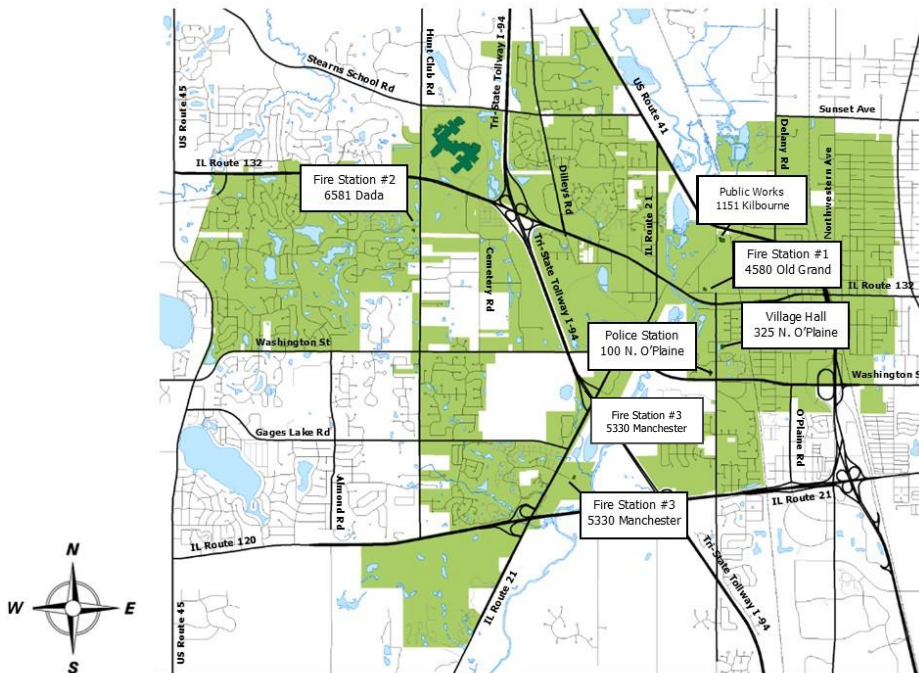 Stearns School Rd
US Route 45
Hunt Club Rd
Tri-State Tollway I-94
US Route 41
Sunset Ave
Delany Rd
Northwestern Ave
IL Route 132
Fire Station #2
6581 Dada
Dilleys Rd
IL Route 21
Public Works
1151 Kilbourne
Cemetery Rd
Tri-State Tollway I-94
Fire Station #1
4580 Old Grand
IL Route 132
Village Hall
325 N. O'Plaine
Police Station
100 N. O'Plaine
Washington St
Washington S
Fire Station #3
5330 Manchester
Gages Lake Rd
O'Plaine Rd
Almond Rd
Fire Station #3
5330 Manchester
IL Route 21
IL Route 120
Tri-State Tollway I-94
IL Route 21
US Route 45
N
W
E
S